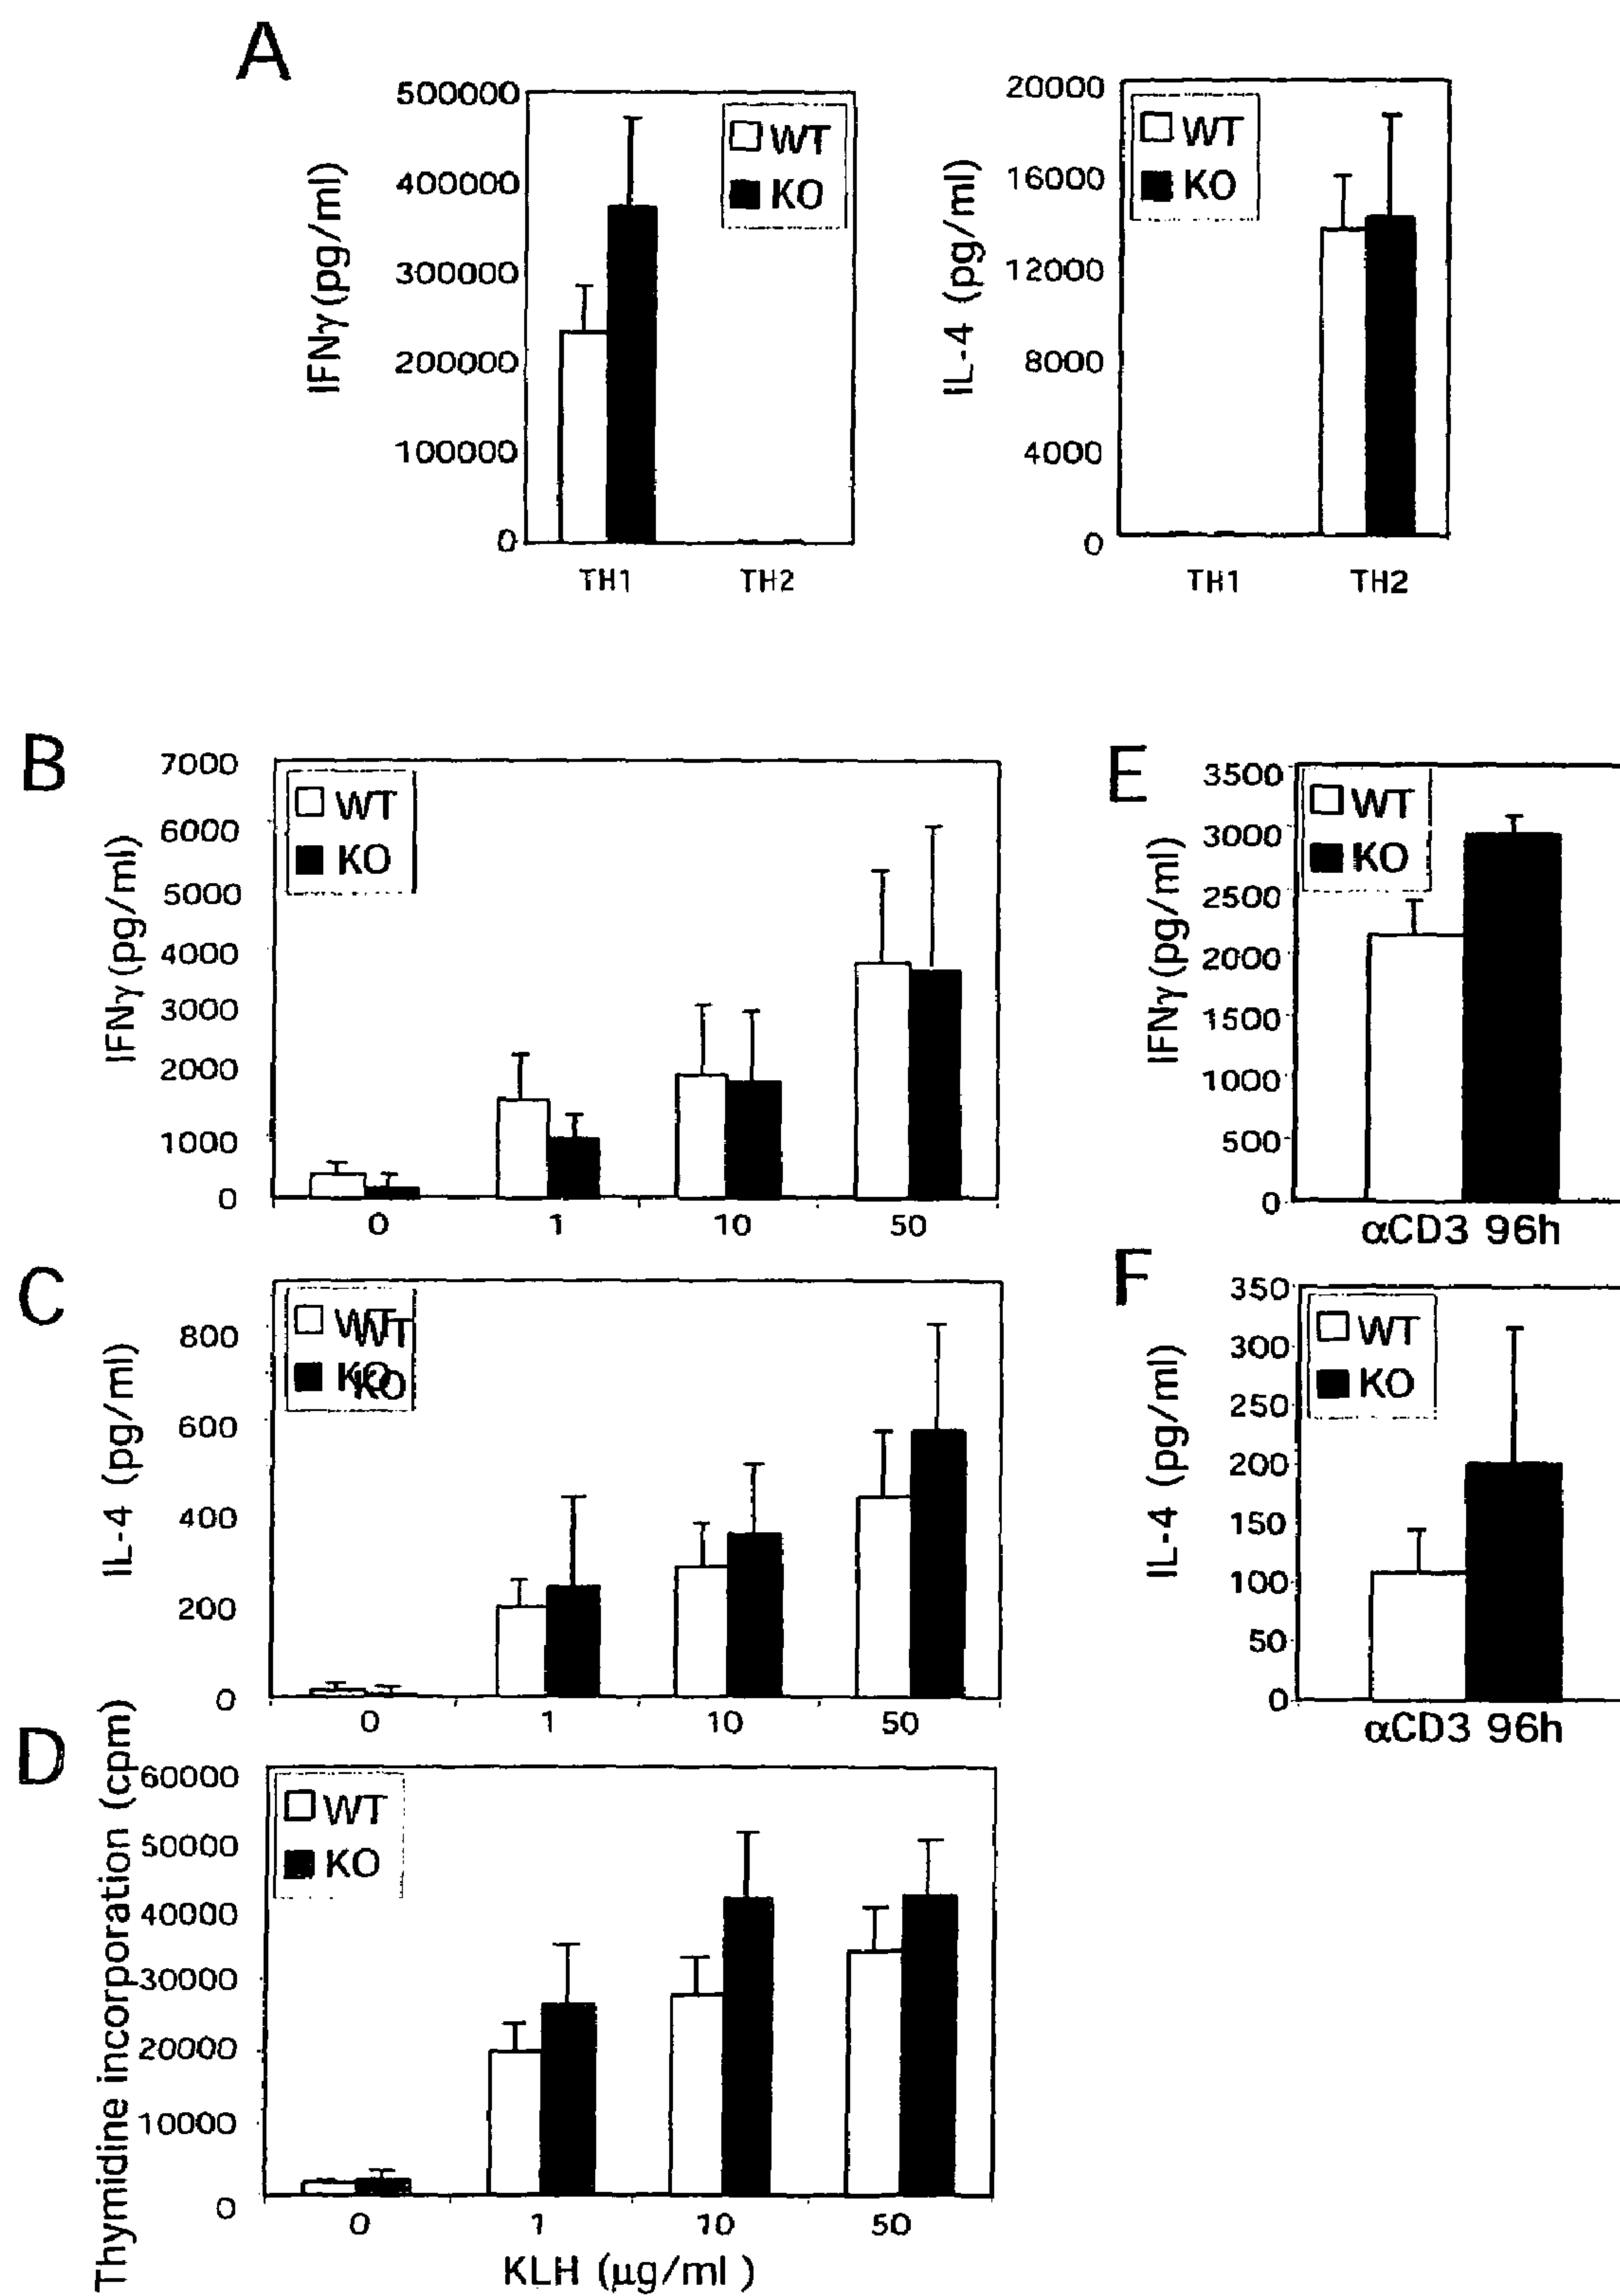 A
IFNγ (pg/ml)
500000
400000
300000
200000
100000
0
WT
KO
TH1 TH2
IL-4 (pg/ml)
20000
16000
12000
8000
4000
0
WT
KO
TH1 TH2
B
IFNγ (pg/ml)
7000
6000
5000
4000
3000
2000
1000
0
WT
KO
0 1 10 50
E
IFNγ (pg/ml)
3500
3000
2500
2000
1500
1000
500
0
WT
KO
αCD3 96h
C
IL-4 (pg/ml)
800
600
400
200
0
WT WT
KO KO
0 1 10 50
F
IL-4 (pg/ml)
350
300
250
200
150
100
50
0
WT
KO
αCD3 96h
D
Thymidine incorporation (cpm)
60000
50000
40000
30000
20000
10000
0
WT
KO
0 1 10 50
KLH (μg/ml )